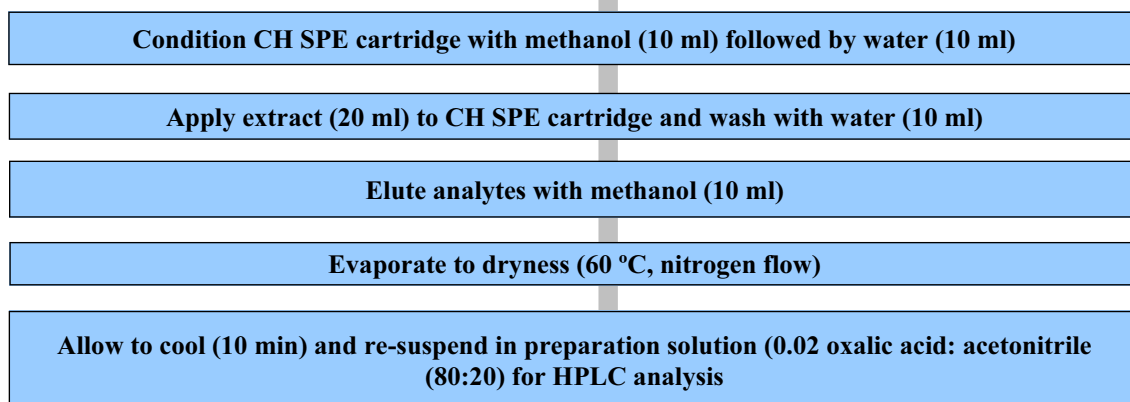 Condition CH SPE cartridge with methanol (10 ml) followed by water (10 ml)
Apply extract (20 ml) to CH SPE cartridge and wash with water (10 ml)
Elute analytes with methanol (10 ml)
Evaporate to dryness (60 ºC, nitrogen flow)
Allow to cool (10 min) and re-suspend in preparation solution (0.02 oxalic acid: acetonitrile
(80:20) for HPLC analysis